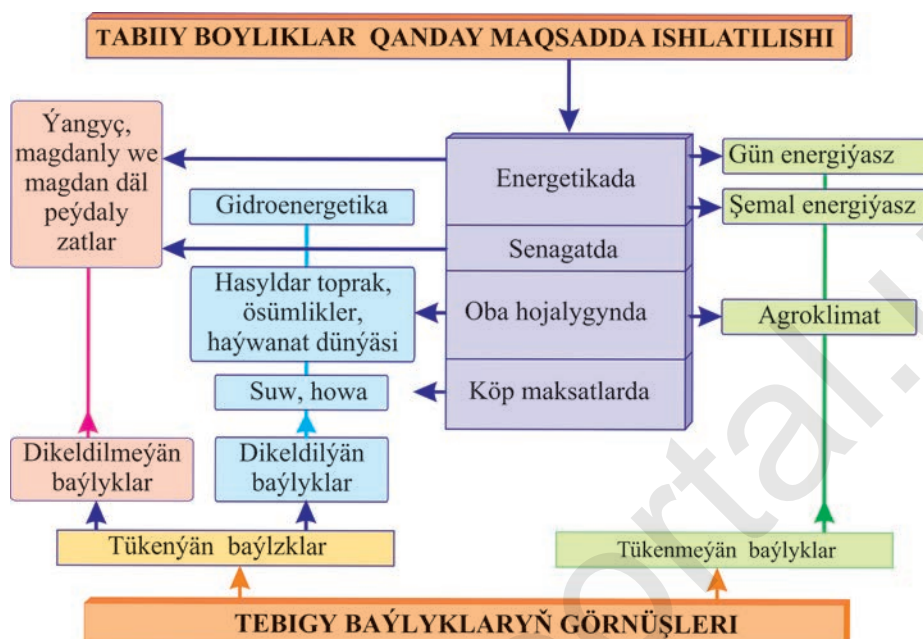 TABIIY BOYLIKLAR QANDAY MAQSADDA ISHLATILISHI
Ýangyç,
magdanly we
magdan däl
peýdaly
zatlar
Gidroenergetika
Hasyldar toprak,
ösümlikler,
haýwanat dünýäsi
Suw, howa
Energetikada
Senagatda
Oba hojalygynda
Köp maksatlarda
Gün energiýasz
Şemal energiýasz
Agroklimat
Dikeldilmeýän
baýlyklar
Dikeldilýän
baýlyklar
Tükenýän baýlzklar
Tükenmeýän baýlyklar
TEBIGY BAÝLYKLARYŇ GÖRNÜŞLERI